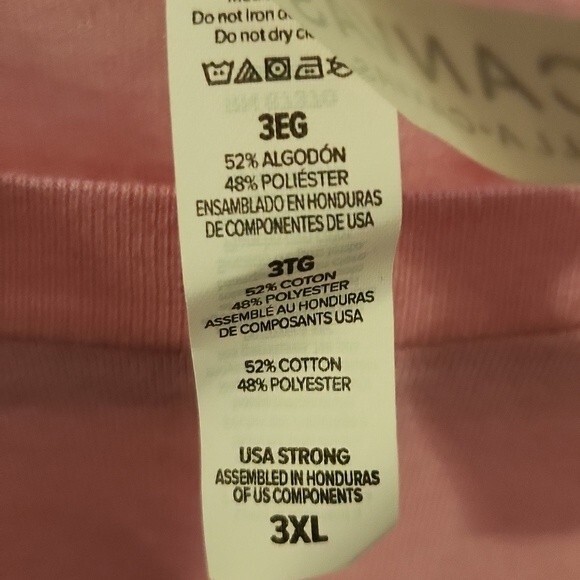 Do not Iron
Do not dry
3EG
52% ALGODÓN
48% POLIÉSTER
ENSAMBLADO EN HONDURAS
DE COMPONENTES DE USA
3TG
52% COTON
48% POLYESTER
ASSEMBLÉ AU HONDURAS
DE COMPOSANTS USA
52% COTTON
48% POLYESTER
USA STRONG
ASSEMBLED IN HONDURAS
OF US COMPONENTS
3XL